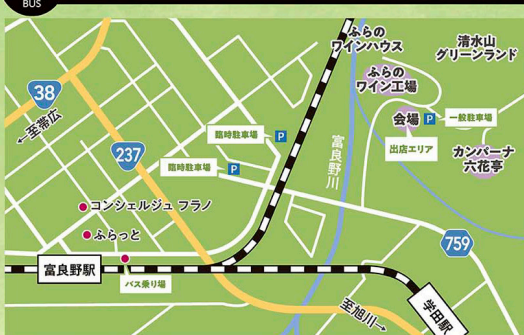 BUS
ふらの
ワインハウス
清水山
グリーンランド
ふらの
ワイン工場
38
←至帯広
会場
P
一般駐車場
臨時駐車場
P
出店エリア
237
富良野川
カンパーナ
六花亭
臨時駐車場
P
コンシェルジュ フラノ
ふらっと
759
富良野駅
バス乗り場
至旭川→
学田駅